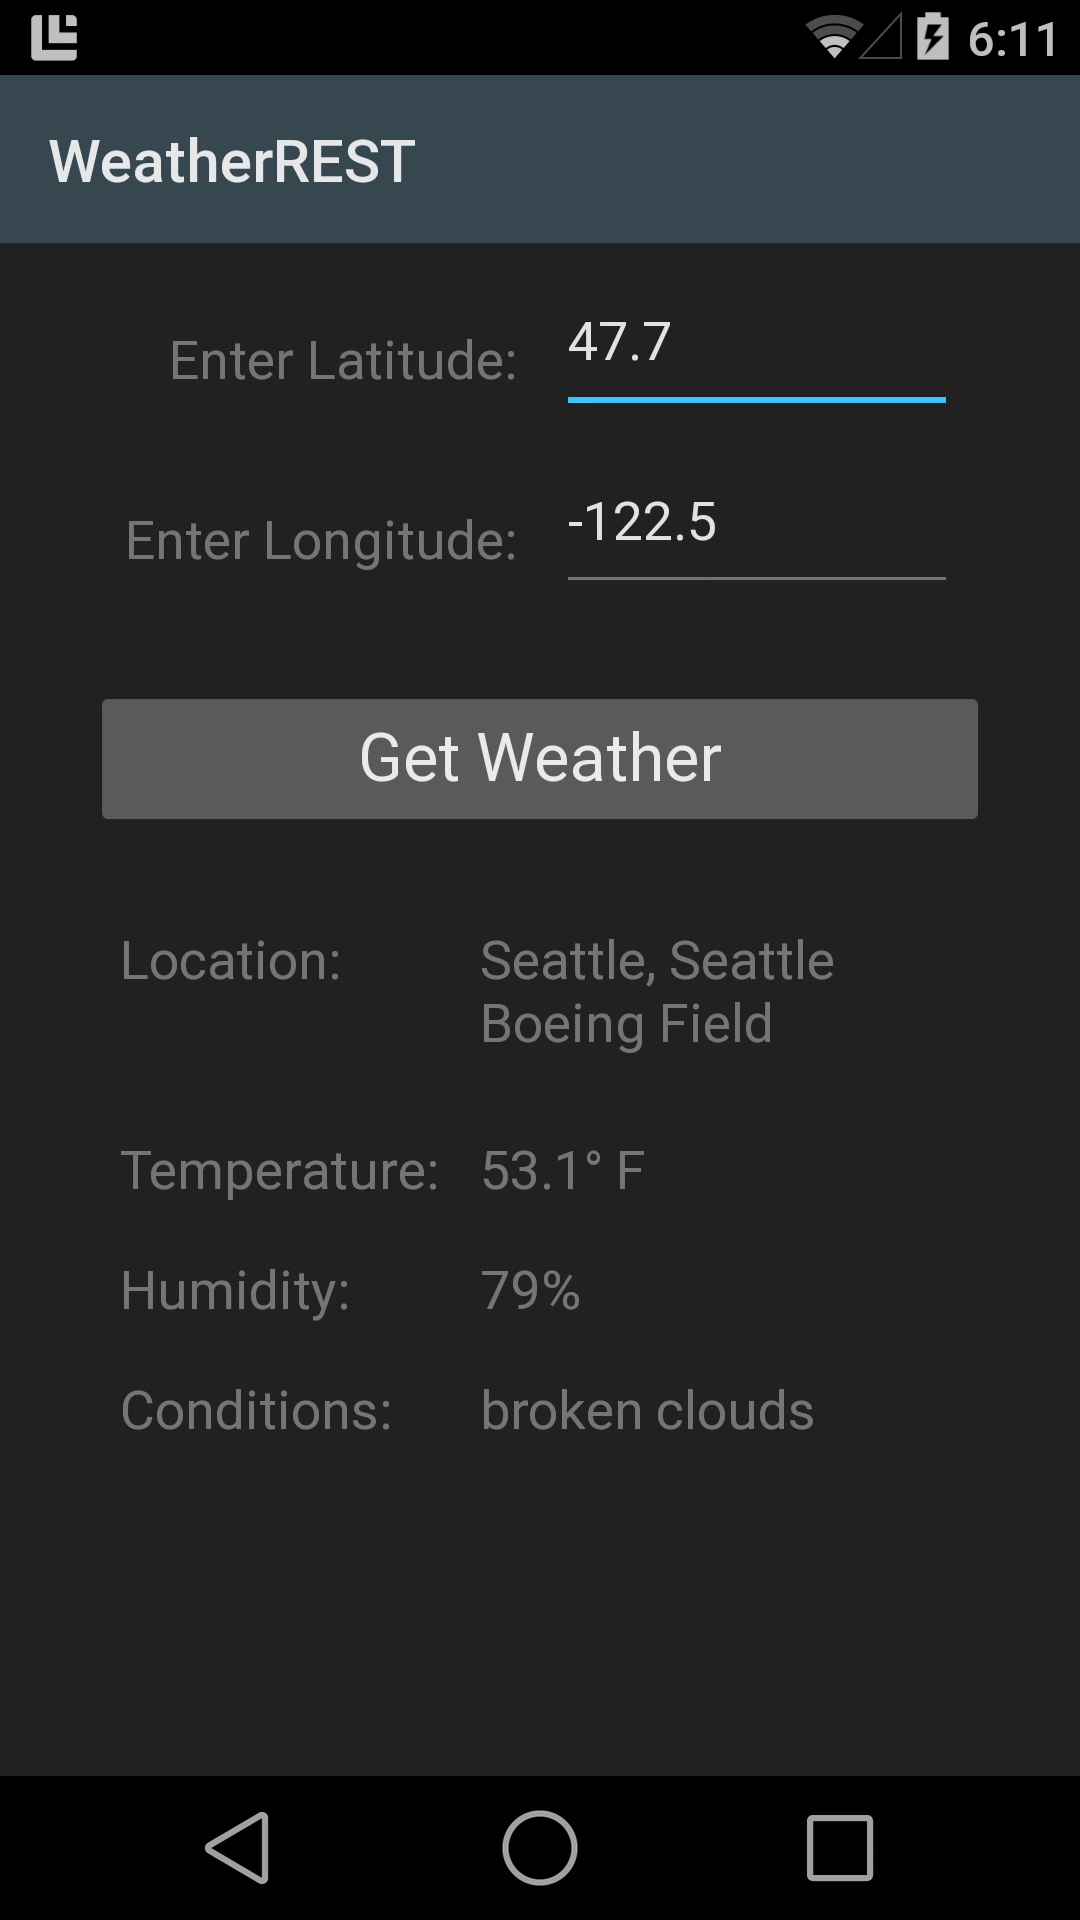 6:11
WeatherREST
Enter Latitude: 47.7
Enter Longitude: -122.5
Get Weather
Location: Seattle, Seattle
Boeing Field
Temperature: 53.1° F
Humidity: 79%
Conditions: broken clouds